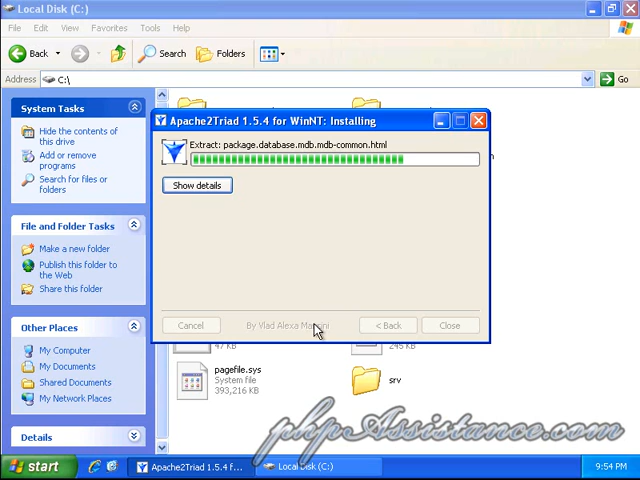 Local Disk (C:)
File Edit View Favorites Tools Help
Back Search Folders
Address C:\ Go
System Tasks
Hide the contents of
this drive
Add or remove
programs
Search for files or
folders
File and Folder Tasks
Make a new folder
Publish this folder to
the Web
Share this folder
Other Places
My Computer
My Documents
Shared Documents
My Network Places
Details
Apache2Triad 1.5.4 for WinNT: Installing
Extract: package.database.mdb.mdb-common.html
Show details
Cancel
< Back
Close
47 KB
245 KB
pagefile.sys
System file
393,216 KB
srv
phpAssistance.com
start
Apache2Triad 1.5.4 fo...
Local Disk (C:)
9:54 PM